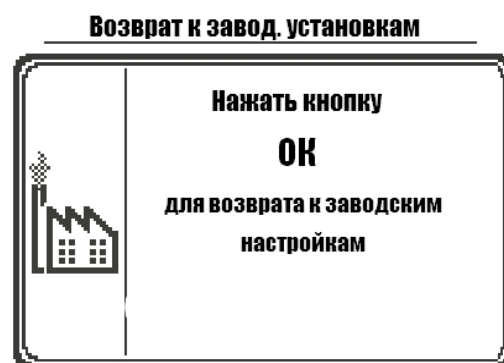 Возврат к завод. установкам
Нажать кнопку
ОК
для возврата к заводским
настройкам